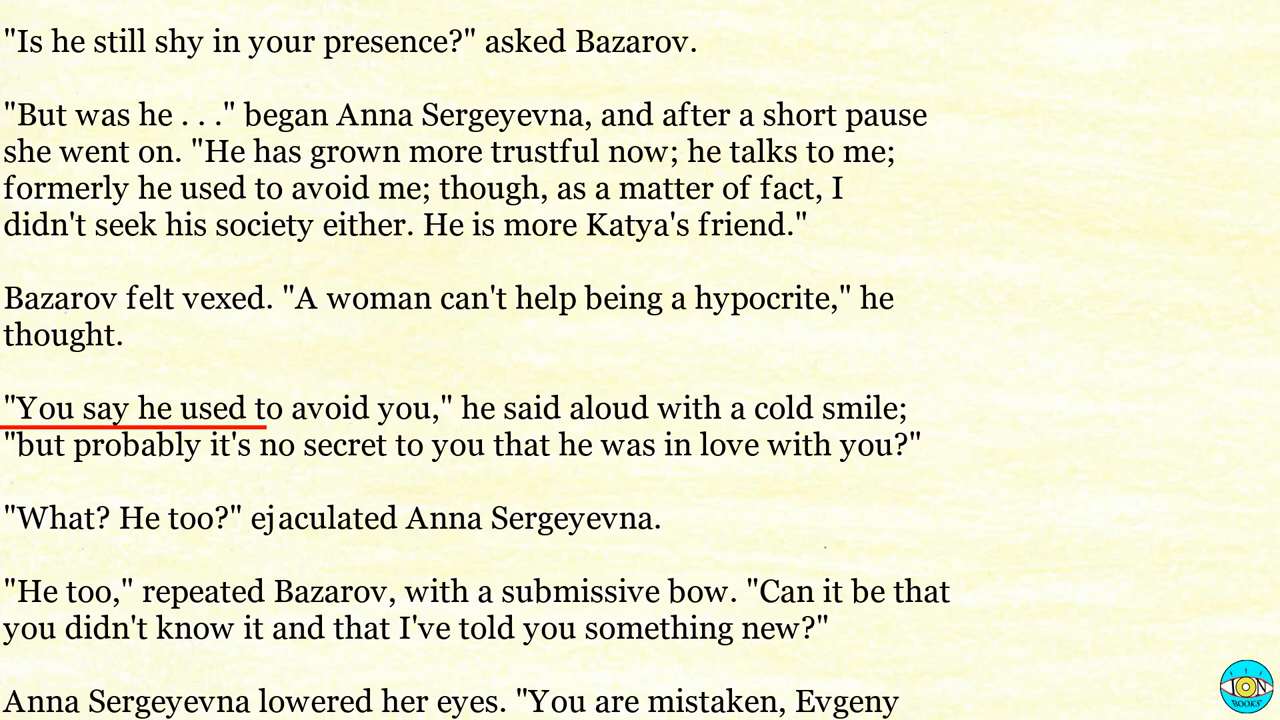 "Is he still shy in your presence?" asked Bazarov.
"But was he . . ." began Anna Sergeyevna, and after a short pause
she went on. "He has grown more trustful now; he talks to me;
formerly he used to avoid me; though, as a matter of fact, I
didn't seek his society either. He is more Katya's friend."
Bazarov felt vexed. "A woman can't help being a hypocrite," he
thought.
"You say he used to avoid you," he said aloud with a cold smile;
"but probably it's no secret to you that he was in love with you?"
"What? He too?" ejaculated Anna Sergeyevna.
"He too," repeated Bazarov, with a submissive bow. "Can it be that
you didn't know it and that I've told you something new?"
Anna Sergeyevna lowered her eyes. "You are mistaken, Evgeny
ION
BOOKS